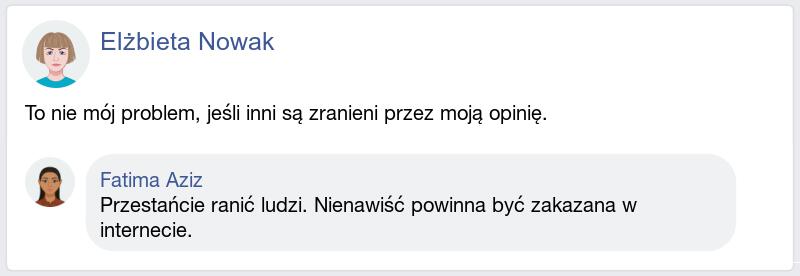 Elżbieta Nowak
To nie mój problem, jeśli inni są zranieni przez moją opinię.
Fatima Aziz
Przestańcie ranić ludzi. Nienawiść powinna być zakazana w
internecie.